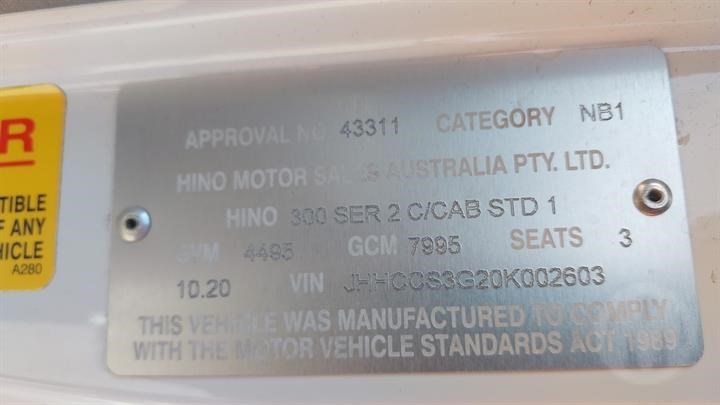 R
TIBLE
F ANY
HICLE
A280
APPROVAL NO 43311 CATEGORY NB1
HINO MOTOR SALES AUSTRALIA PTY. LTD.
HINO 300 SER 2 C/CAB STD 1
GVM 4495 GCM 7995 SEATS 3
10.20 VIN JHHCCS3G20K002603
THIS VEHICLE WAS MANUFACTURED TO COMPLY
WITH THE MOTOR VEHICLE STANDARDS ACT 1989